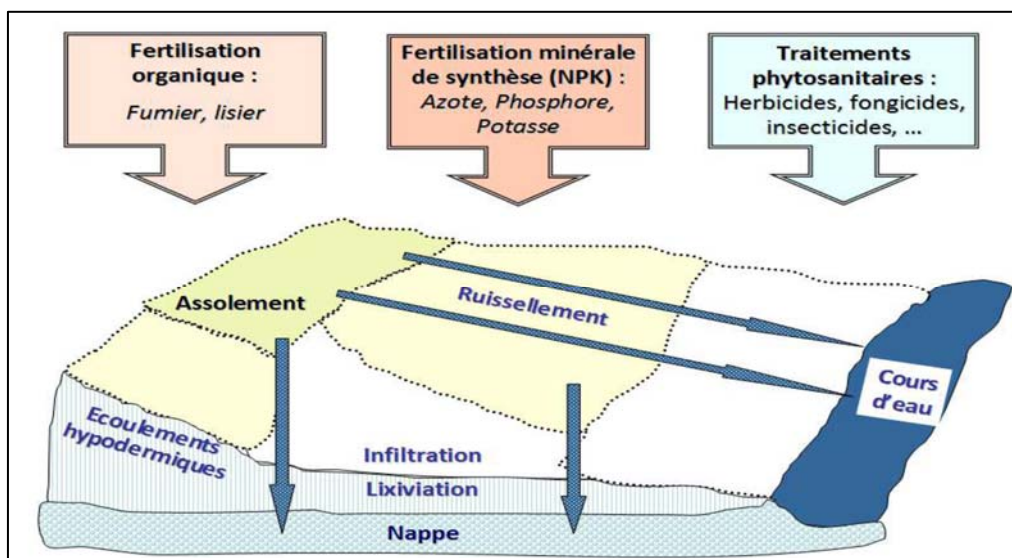 Fertilisation
organique :
Fumier, lisier
Fertilisation minérale
de synthèse (NPK) :
Azote, Phosphore,
Potasse
Traitements
phytosanitaires :
Herbicides, fongicides,
insecticides, ...
Assolement
Ruissellement
Cours
d'eau
Ecoulements
hypodermiques
Infiltration
Lixiviation
Nappe